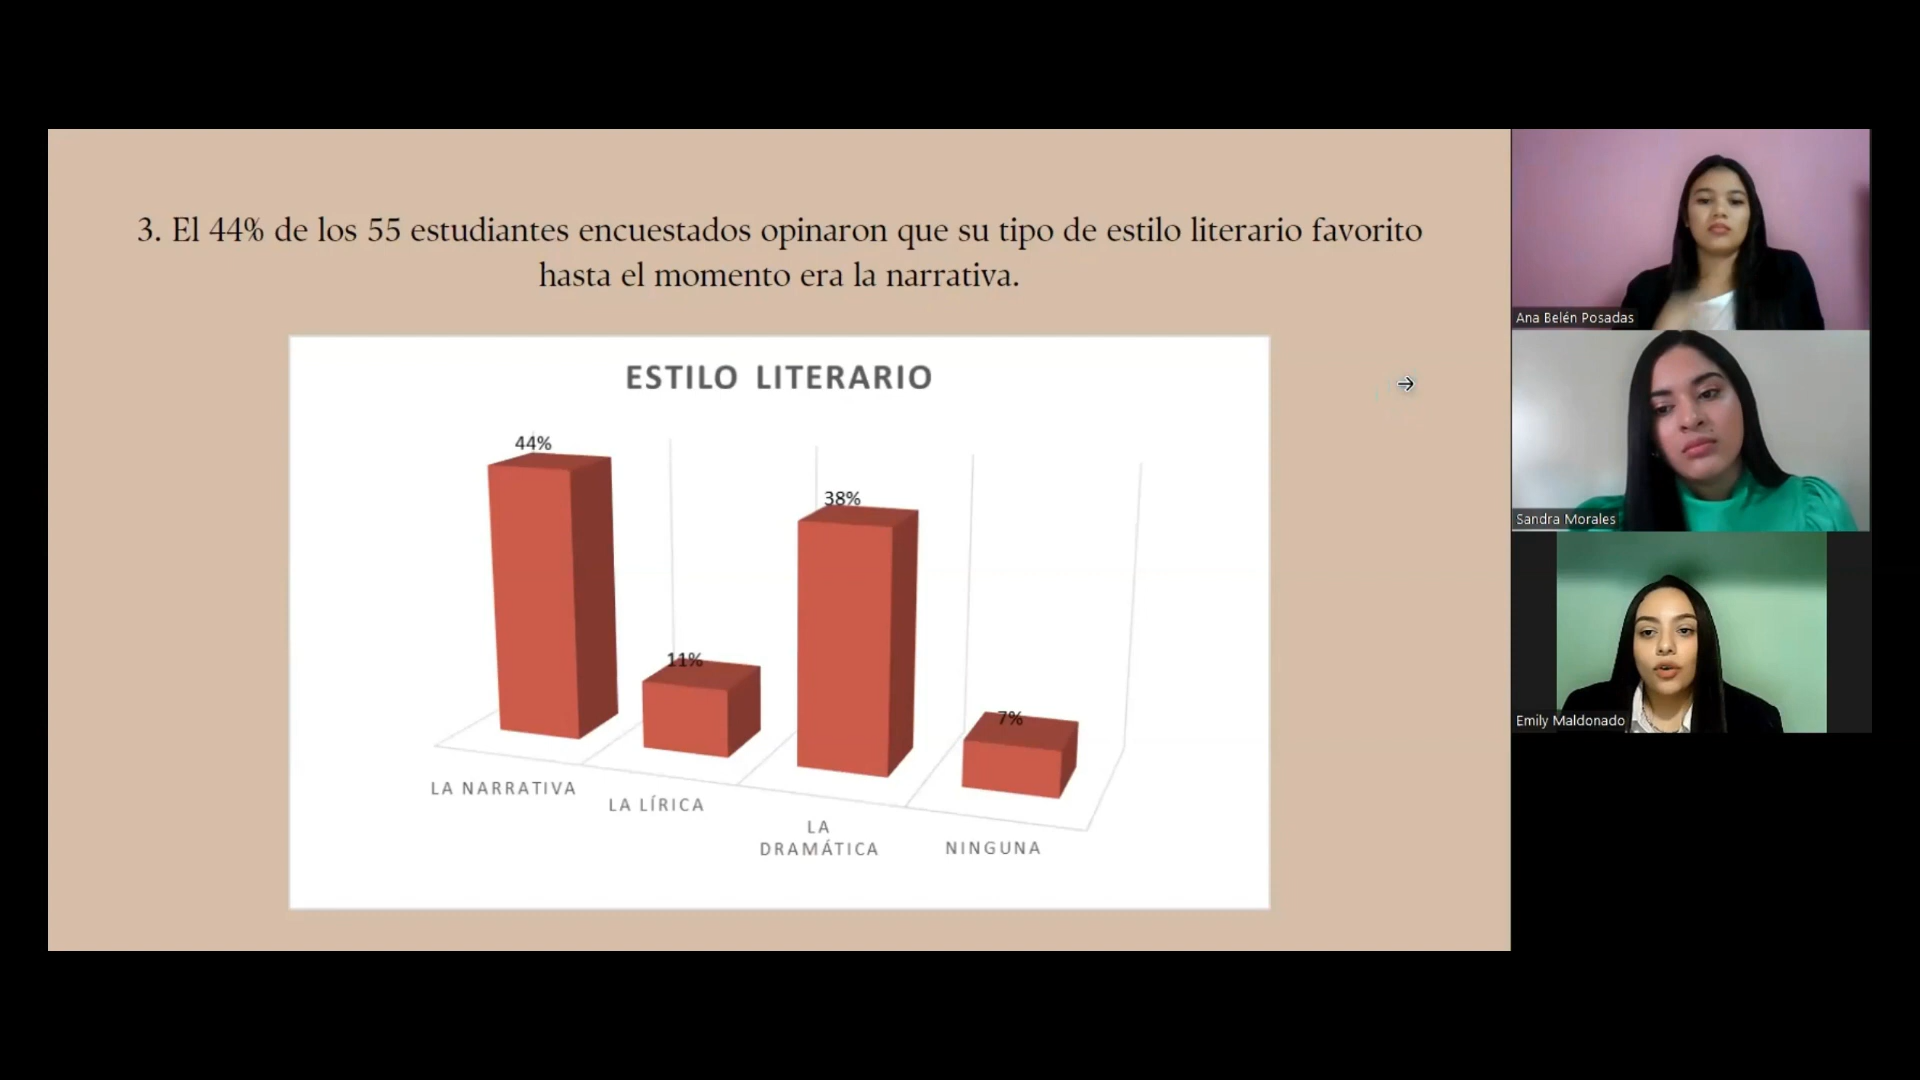 3. El 44% de los 55 estudiantes encuestados opinaron que su tipo de estilo literario favorito
hasta el momento era la narrativa.
ESTILO LITERARIO
44%
11%
38%
7%
LA NARRATIVA
LA LÍRICA
LA
DRAMÁTICA
NINGUNA
Ana Belén Posadas
Sandra Morales
Emily Maldonado